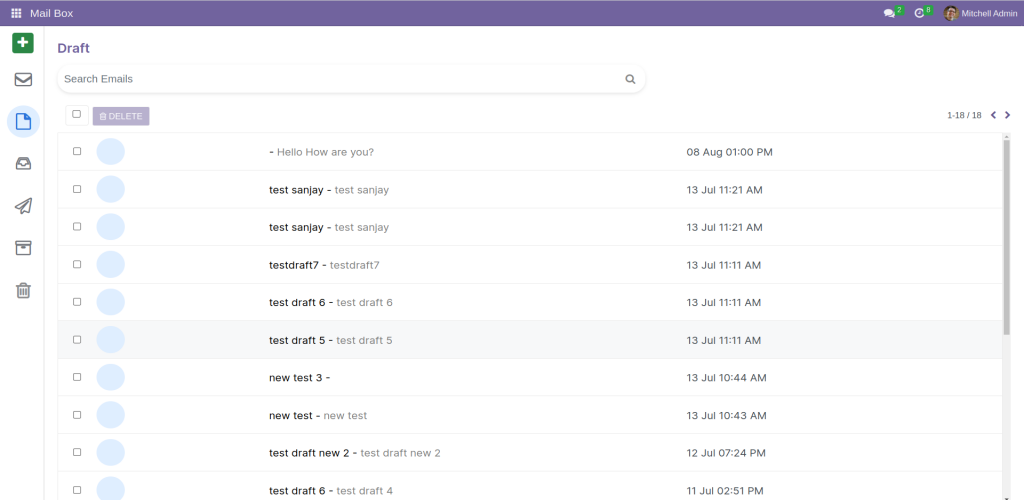 Mail Box 2 8 Mitchell Admin
Draft
Search Emails
DELETE 1-18 / 18
- Hello How are you? 08 Aug 01:00 PM
test sanjay - test sanjay 13 Jul 11:21 AM
test sanjay - test sanjay 13 Jul 11:21 AM
testdraft7 - testdraft7 13 Jul 11:11 AM
test draft 6 - test draft 6 13 Jul 11:11 AM
test draft 5 - test draft 5 13 Jul 11:11 AM
new test 3 - 13 Jul 10:44 AM
new test - new test 13 Jul 10:43 AM
test draft new 2 - test draft new 2 12 Jul 07:24 PM
test draft 6 - test draft 4 11 Jul 02:51 PM